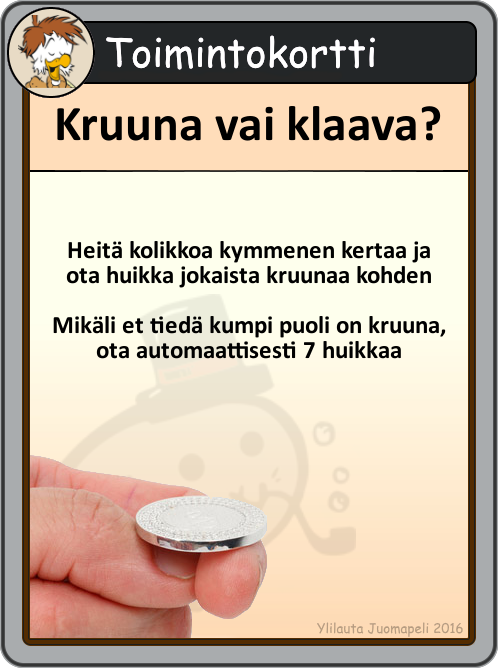 Toimintokortti
Kruuna vai klaava?
Heitä kolikkoa kymmenen kertaa ja
ota huikka jokaista kruunaa kohden
Mikäli et tiedä kumpi puoli on kruuna,
ota automaattisesti 7 huikkaa
Ylilauta Juomapeli 2016